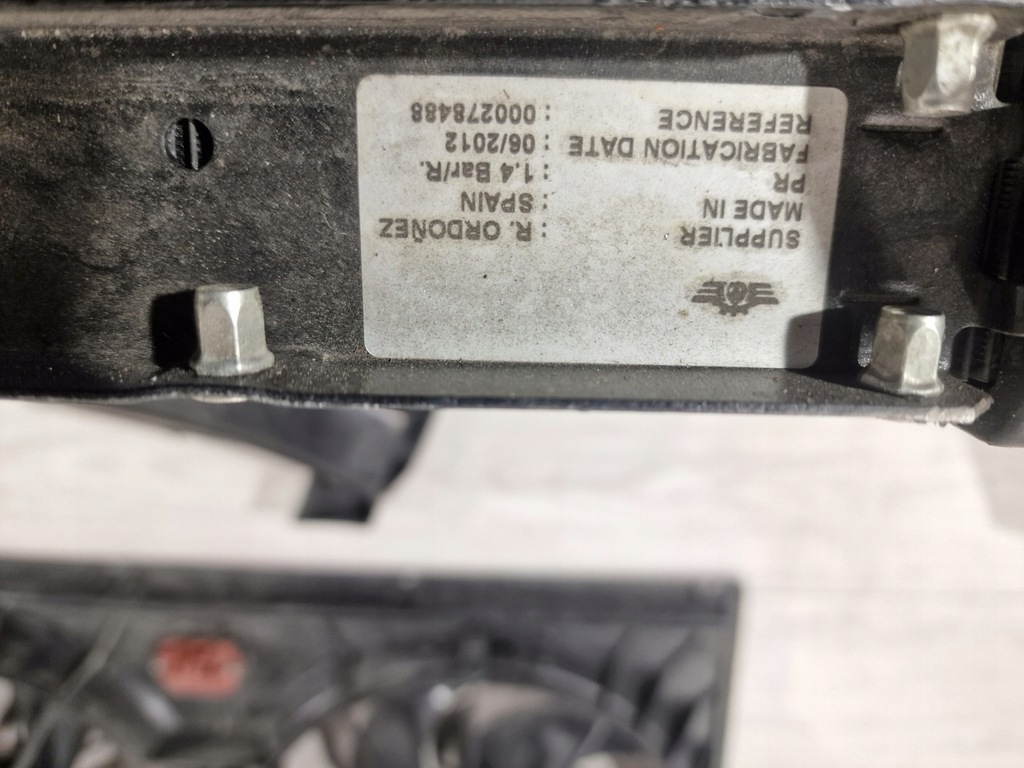 SUPPLIER : R. ORDOÑEZ
MADE IN : SPAIN
PR : 1.4 Bar/R.
FABRICATION DATE : 06/2012
REFERENCE : 000278488